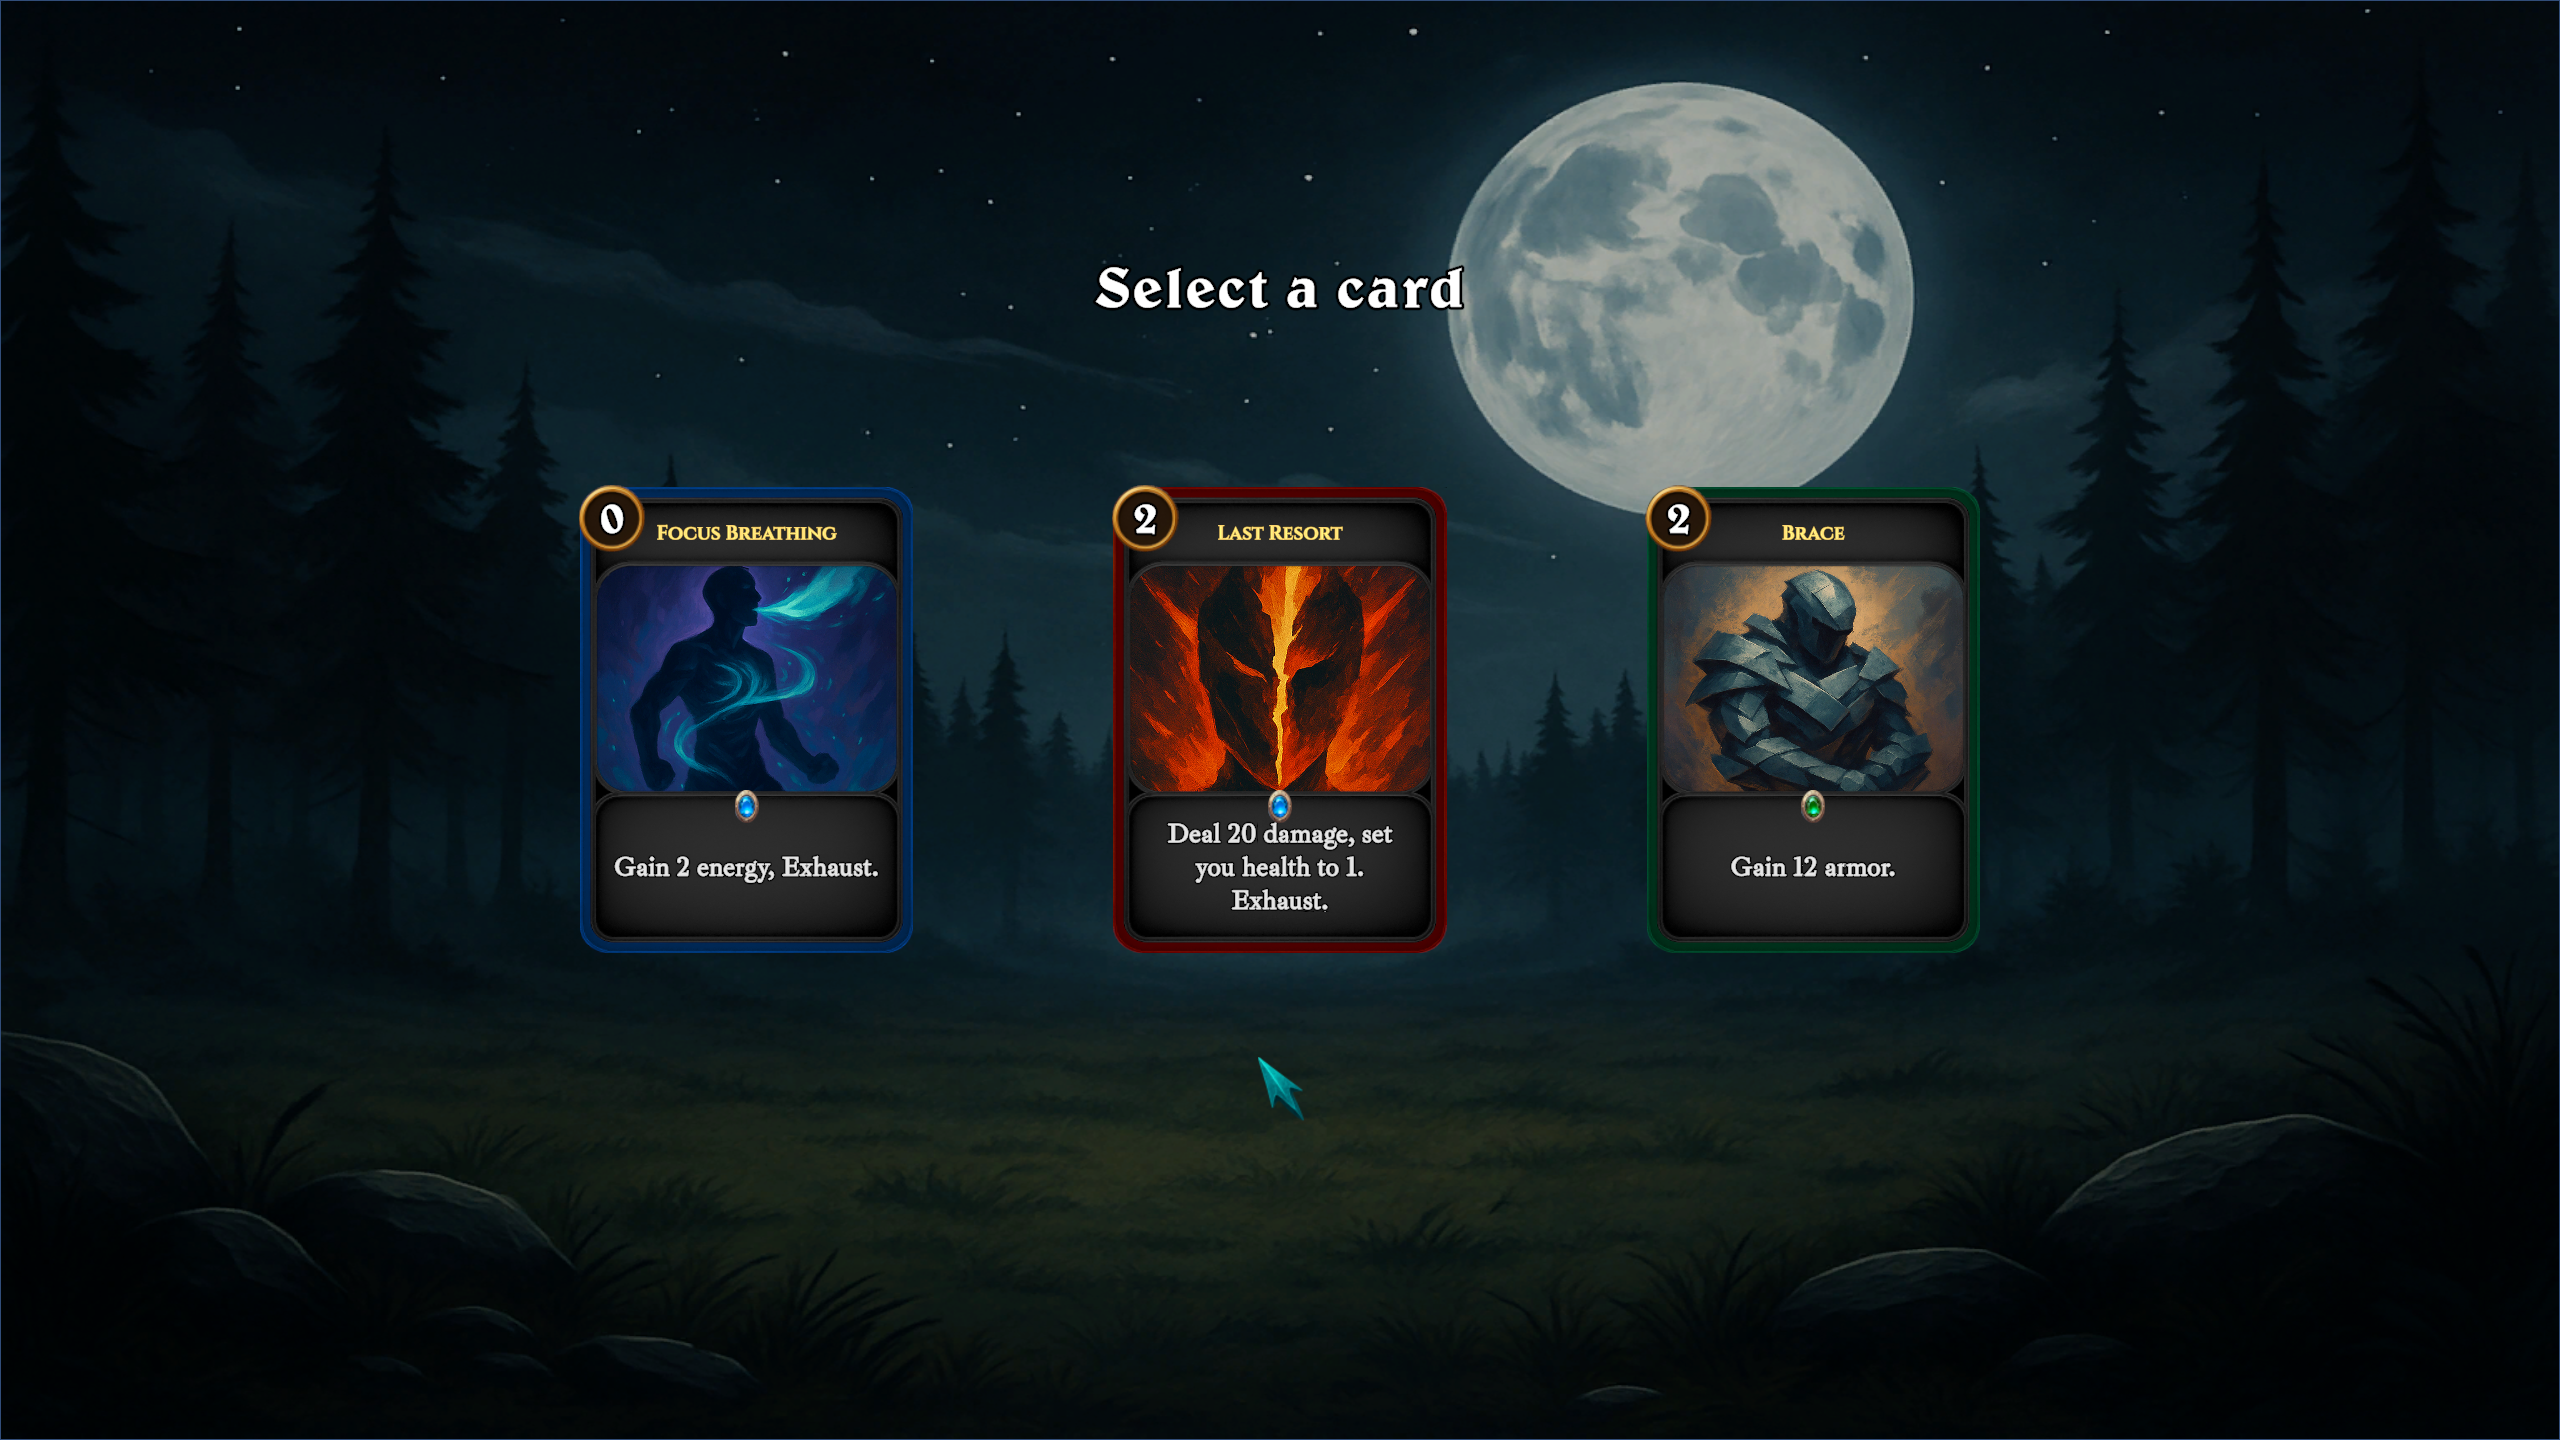 Select a card
0
FOCUS BREATHING
Gain 2 energy, Exhaust.
2
LAST RESORT
Deal 20 damage, set
you health to 1.
Exhaust.
2
BRACE
Gain 12 armor.